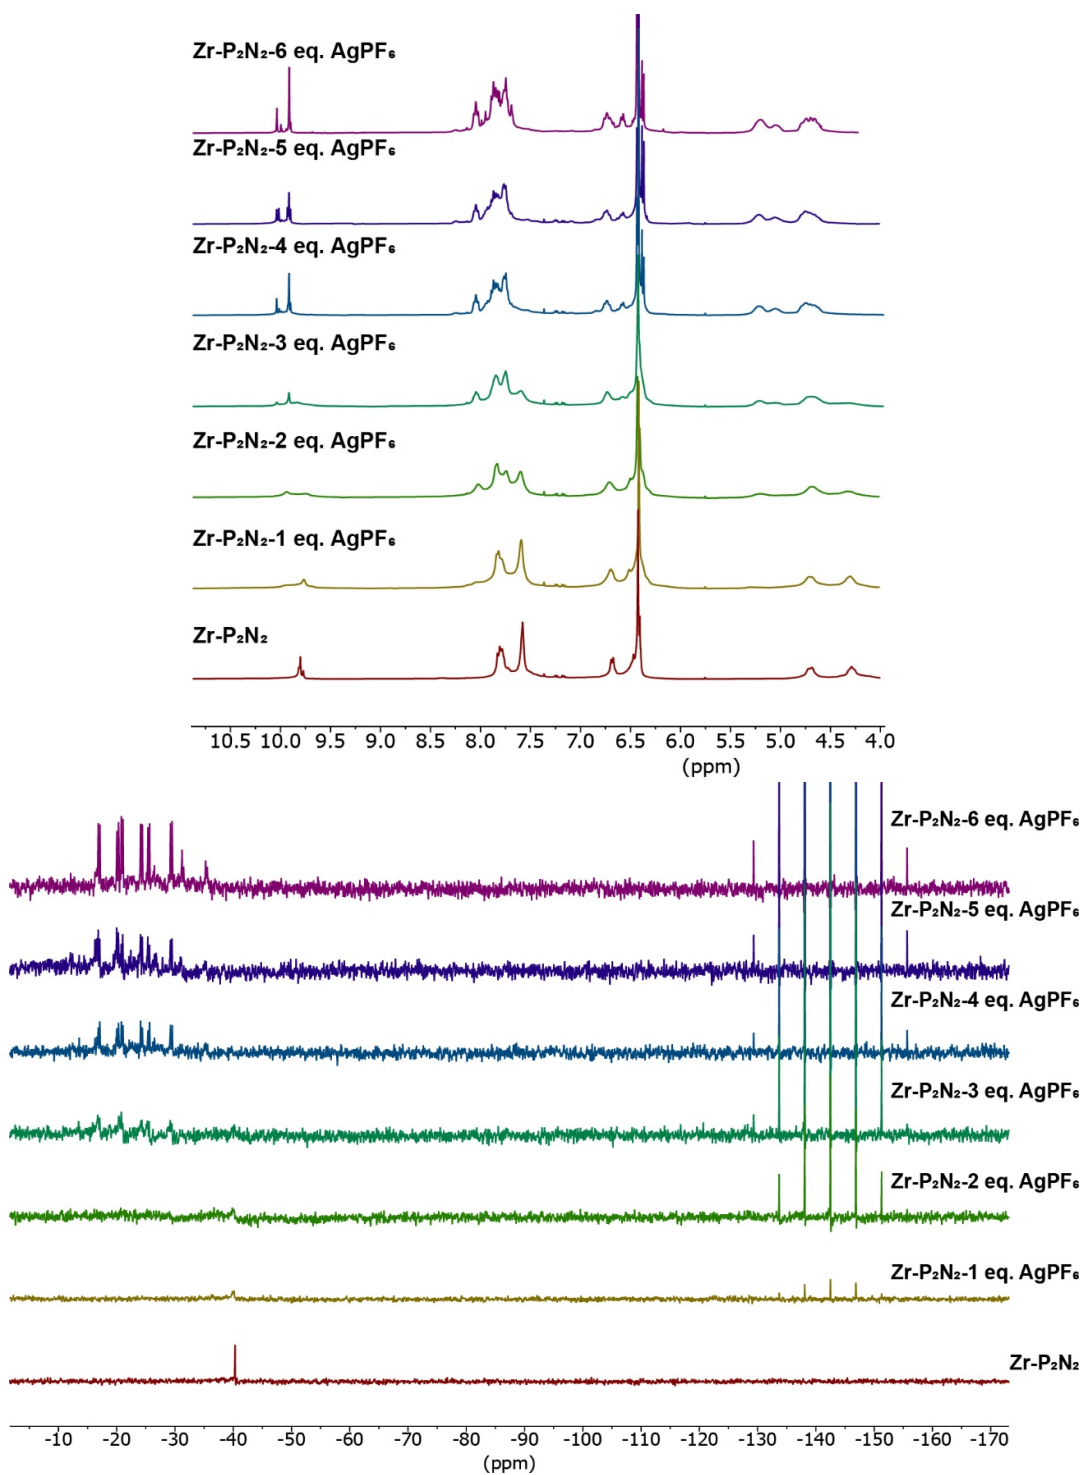 Zr-P₂N₂-6 eq. AgPF₆
Zr-P₂N₂-5 eq. AgPF₆
Zr-P₂N₂-4 eq. AgPF₆
Zr-P₂N₂-3 eq. AgPF₆
Zr-P₂N₂-2 eq. AgPF₆
Zr-P₂N₂-1 eq. AgPF₆
Zr-P₂N₂
10.5 10.0 9.5 9.0 8.5 8.0 7.5 7.0 6.5 6.0 5.5 5.0 4.5 4.0
(ppm)
Zr-P₂N₂-6 eq. AgPF₆
Zr-P₂N₂-5 eq. AgPF₆
Zr-P₂N₂-4 eq. AgPF₆
Zr-P₂N₂-3 eq. AgPF₆
Zr-P₂N₂-2 eq. AgPF₆
Zr-P₂N₂-1 eq. AgPF₆
Zr-P₂N₂
-10 -20 -30 -40 -50 -60 -70 -80 -90 -100 -110 -120 -130 -140 -150 -160 -170
(ppm)